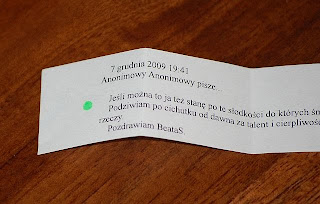 7 grudnia 2009 19:41
Anonimowy Anonimowy pisze...
Jeśli można to ja też stanę po te słodkości do których
Podziwiam po cichutku od dawna za talent i cierpliwość
rzeczy.
Pozdrawiam BeataS.